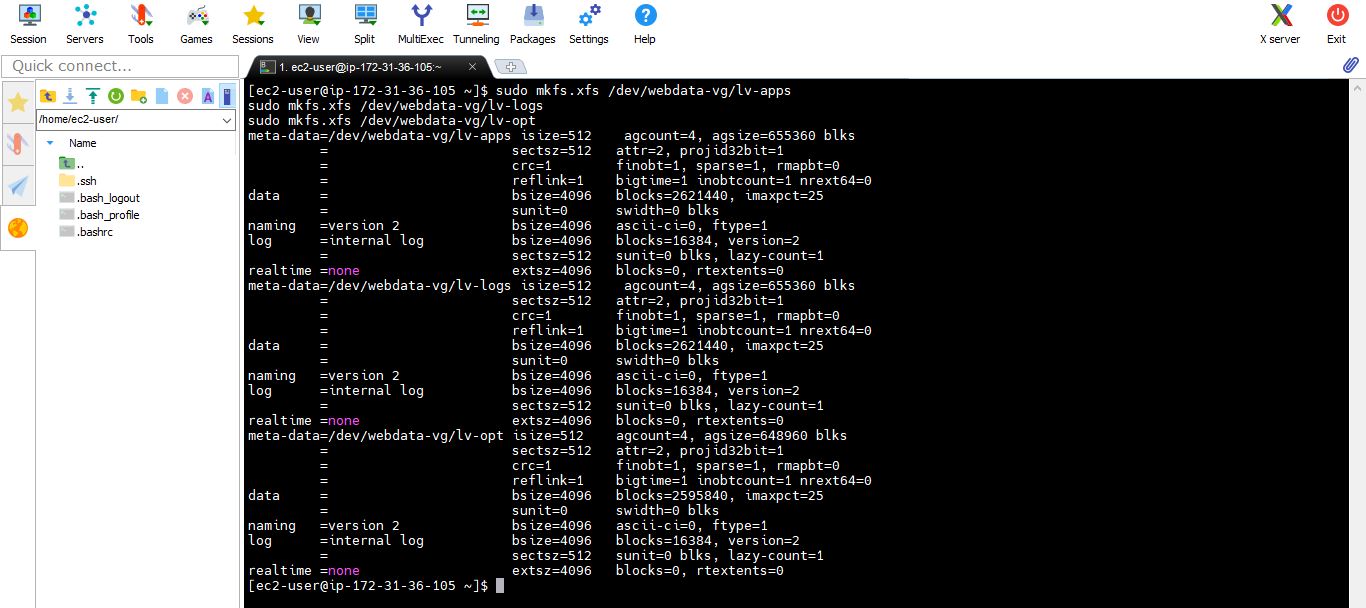 Session Servers Tools Games Sessions View Split MultiExec Tunneling Packages Settings Help X server Exit
Quick connect...
1. ec2-user@ip-172-31-36-105:~
/home/ec2-user/
Name
..
.ssh
.bash_logout
.bash_profile
.bashrc
[ec2-user@ip-172-31-36-105 ~]$ sudo mkfs.xfs /dev/webdata-vg/lv-apps
sudo mkfs.xfs /dev/webdata-vg/lv-logs
sudo mkfs.xfs /dev/webdata-vg/lv-opt
meta-data=/dev/webdata-vg/lv-apps isize=512    agcount=4, agsize=655360 blks
         =                       sectsz=512   attr=2, projid32bit=1
         =                       crc=1        finobt=1, sparse=1, rmapbt=0
         =                       reflink=1    bigtime=1 inobtcount=1 nrext64=0
data     =                       bsize=4096   blocks=2621440, imaxpct=25
         =                       sunit=0      swidth=0 blks
naming   =version 2              bsize=4096   ascii-ci=0, ftype=1
log      =internal log           bsize=4096   blocks=16384, version=2
         =                       sectsz=512   sunit=0 blks, lazy-count=1
realtime =none                   extsz=4096   blocks=0, rtextents=0
meta-data=/dev/webdata-vg/lv-logs isize=512    agcount=4, agsize=655360 blks
         =                       sectsz=512   attr=2, projid32bit=1
         =                       crc=1        finobt=1, sparse=1, rmapbt=0
         =                       reflink=1    bigtime=1 inobtcount=1 nrext64=0
data     =                       bsize=4096   blocks=2621440, imaxpct=25
         =                       sunit=0      swidth=0 blks
naming   =version 2              bsize=4096   ascii-ci=0, ftype=1
log      =internal log           bsize=4096   blocks=16384, version=2
         =                       sectsz=512   sunit=0 blks, lazy-count=1
realtime =none                   extsz=4096   blocks=0, rtextents=0
meta-data=/dev/webdata-vg/lv-opt isize=512    agcount=4, agsize=648960 blks
         =                       sectsz=512   attr=2, projid32bit=1
         =                       crc=1        finobt=1, sparse=1, rmapbt=0
         =                       reflink=1    bigtime=1 inobtcount=1 nrext64=0
data     =                       bsize=4096   blocks=2595840, imaxpct=25
         =                       sunit=0      swidth=0 blks
naming   =version 2              bsize=4096   ascii-ci=0, ftype=1
log      =internal log           bsize=4096   blocks=16384, version=2
         =                       sectsz=512   sunit=0 blks, lazy-count=1
realtime =none                   extsz=4096   blocks=0, rtextents=0
[ec2-user@ip-172-31-36-105 ~]$